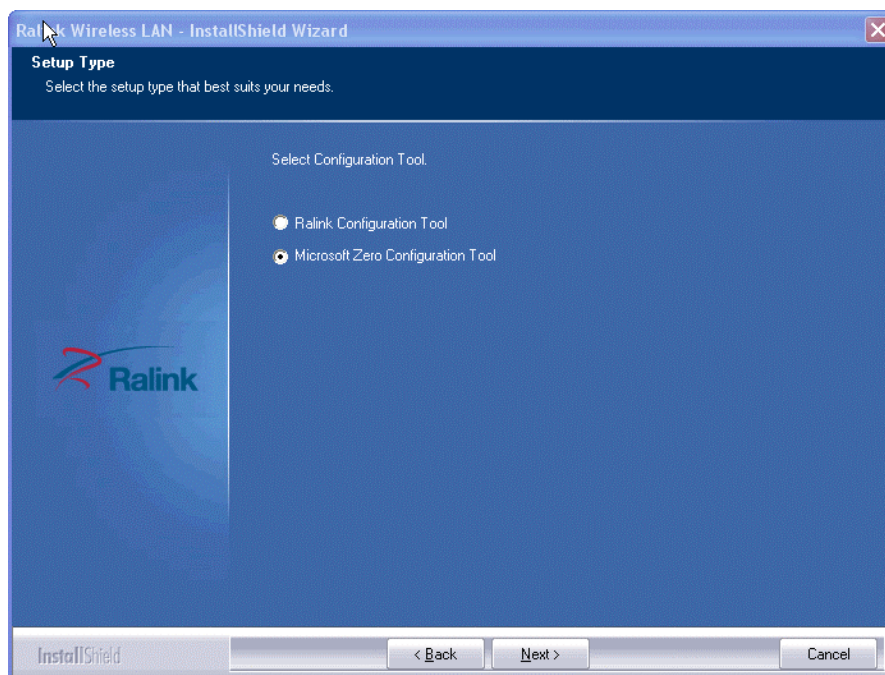 Ralink Wireless LAN - InstallShield Wizard
Setup Type
Select the setup type that best suits your needs.
Select Configuration Tool.
Ralink Configuration Tool
Microsoft Zero Configuration Tool
Ralink
InstallShield
< Back
Next >
Cancel